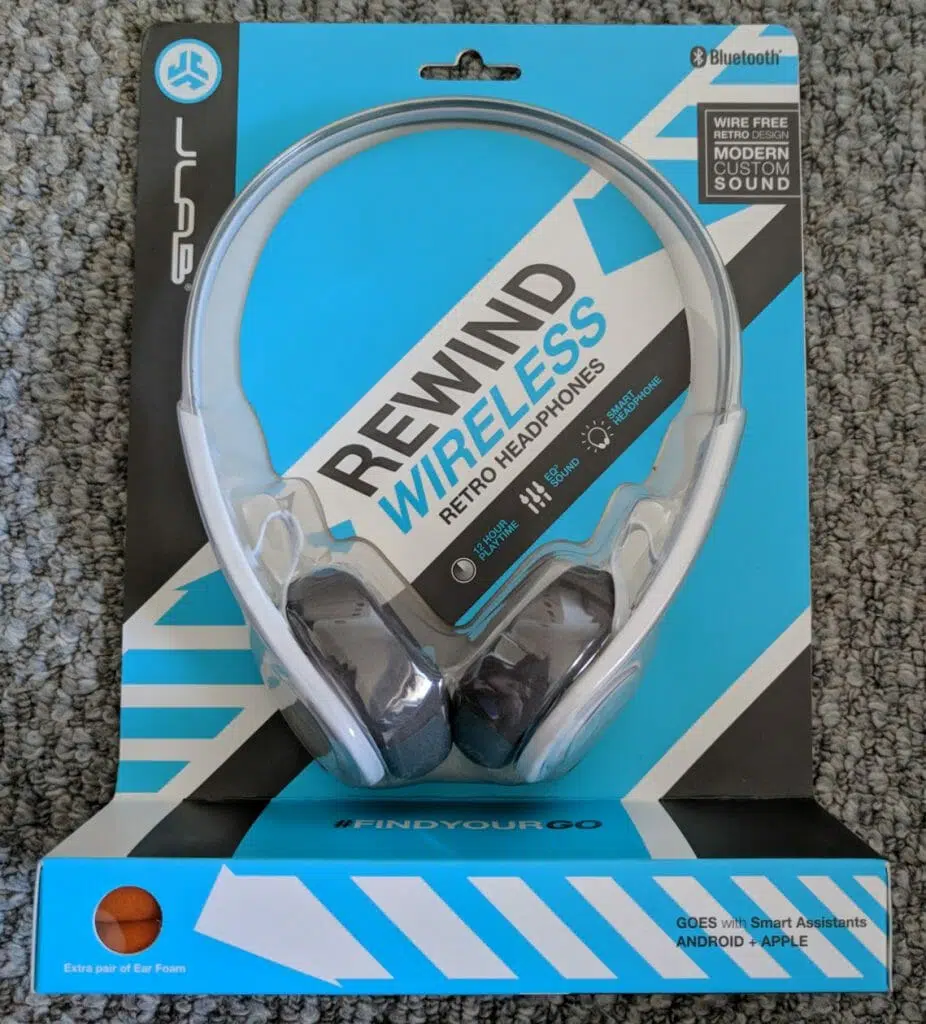 JLAB®
Bluetooth®
WIRE FREE
RETRO DESIGN
MODERN
CUSTOM
SOUND
REWIND
WIRELESS
RETRO HEADPHONES
12 HOUR
PLAYTIME
EQ3
SOUND
SMART
HEADPHONE
#FINDYOURGO
Extra pair of Ear Foam
GOES with Smart Assistants
ANDROID + APPLE